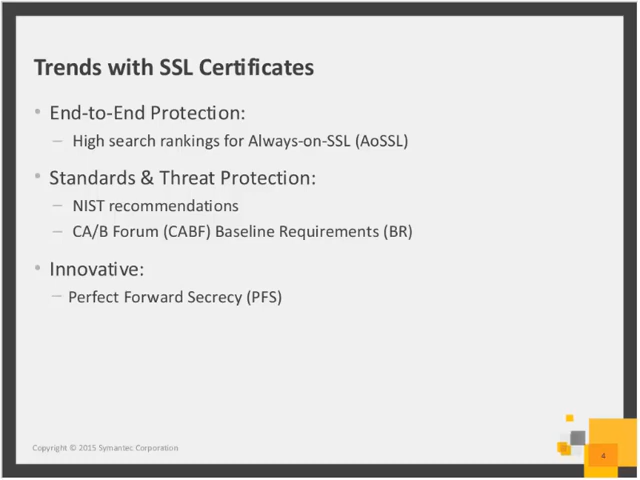 Trends with SSL Certificates
• End-to-End Protection:
– High search rankings for Always-on-SSL (AoSSL)
• Standards & Threat Protection:
– NIST recommendations
– CA/B Forum (CABF) Baseline Requirements (BR)
• Innovative:
– Perfect Forward Secrecy (PFS)
Copyright © 2015 Symantec Corporation
4